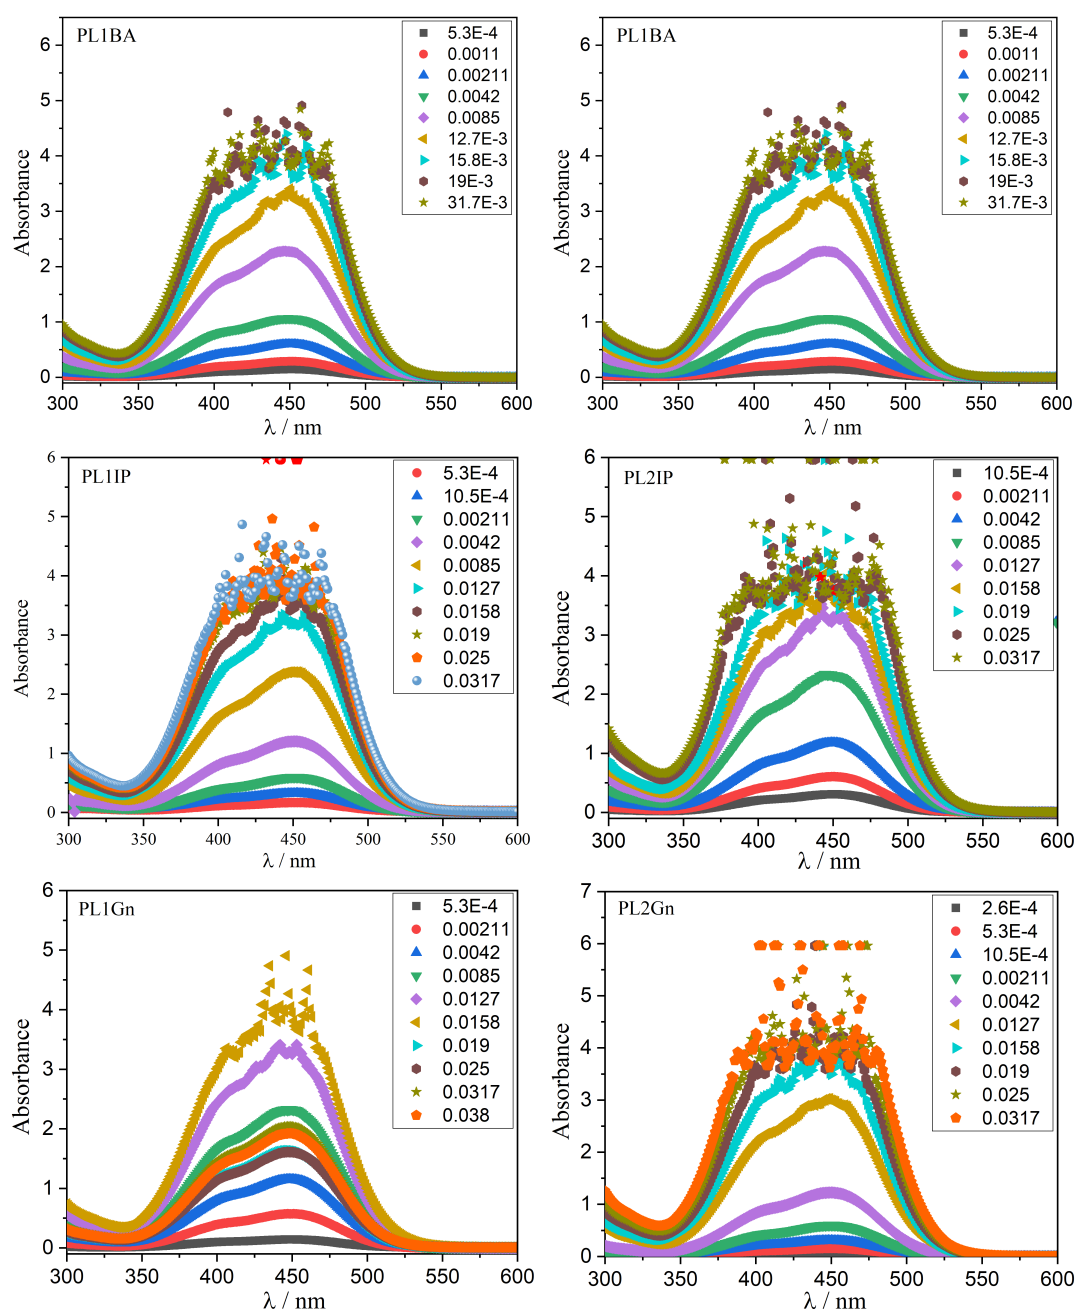 PL1BA
6
5
4
3
2
1
0
Absorbance
5.3E-4
0.0011
0.00211
0.0042
0.0085
12.7E-3
15.8E-3
19E-3
31.7E-3
300 350 400 450 500 550 600
λ / nm
PL1BA
6
5
4
3
2
1
0
Absorbance
5.3E-4
0.0011
0.00211
0.0042
0.0085
12.7E-3
15.8E-3
19E-3
31.7E-3
300 350 400 450 500 550 600
λ / nm
PL1IP
6
5
4
3
2
1
0
Absorbance
5.3E-4
10.5E-4
0.00211
0.0042
0.0085
0.0127
0.0158
0.019
0.025
0.0317
300 350 400 450 500 550 600
λ / nm
PL2IP
6
5
4
3
2
1
0
Absorbance
10.5E-4
0.00211
0.0042
0.0085
0.0127
0.0158
0.019
0.025
0.0317
300 350 400 450 500 550 600
λ / nm
PL1Gn
6
5
4
3
2
1
0
Absorbance
5.3E-4
0.00211
0.0042
0.0085
0.0127
0.0158
0.019
0.025
0.0317
0.038
300 350 400 450 500 550 600
λ / nm
PL2Gn
7
6
5
4
3
2
1
0
Absorbance
2.6E-4
5.3E-4
10.5E-4
0.00211
0.0042
0.0127
0.0158
0.019
0.025
0.0317
300 350 400 450 500 550 600
λ / nm